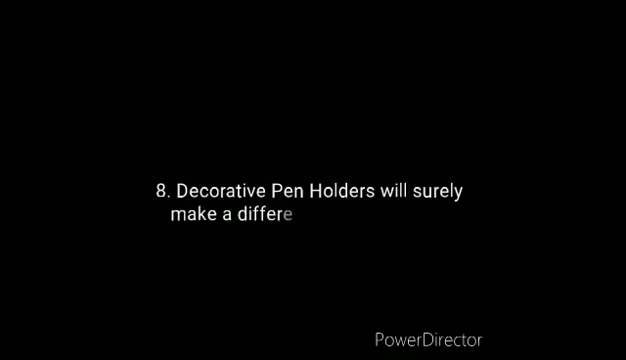 8. Decorative Pen Holders will surely
make a differe
PowerDirector